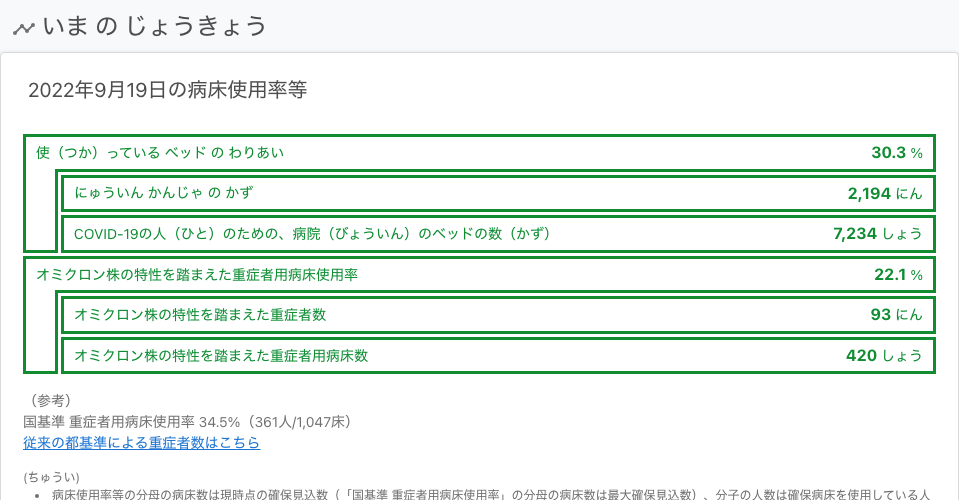 いま の じょうきょう
2022年9月19日の病床使用率等
使（つか）っている ベッド の わりあい 30.3 %
にゅういん かんじゃ の かず 2,194 にん
COVID-19の人（ひと）のための、病院（びょういん）のベッドの数（かず） 7,234 しょう
オミクロン株の特性を踏まえた重症者用病床使用率 22.1 %
オミクロン株の特性を踏まえた重症者数 93 にん
オミクロン株の特性を踏まえた重症者用病床数 420 しょう
（参考）
国基準 重症者用病床使用率 34.5%（361人/1,047床）
従来の都基準による重症者数はこちら
(ちゅうい)
• 病床使用率等の分母の病床数は現時点の確保見込数（「国基準 重症者用病床使用率」の分母の病床数は最大確保見込数）、分子の人数は確保病床を使用している人